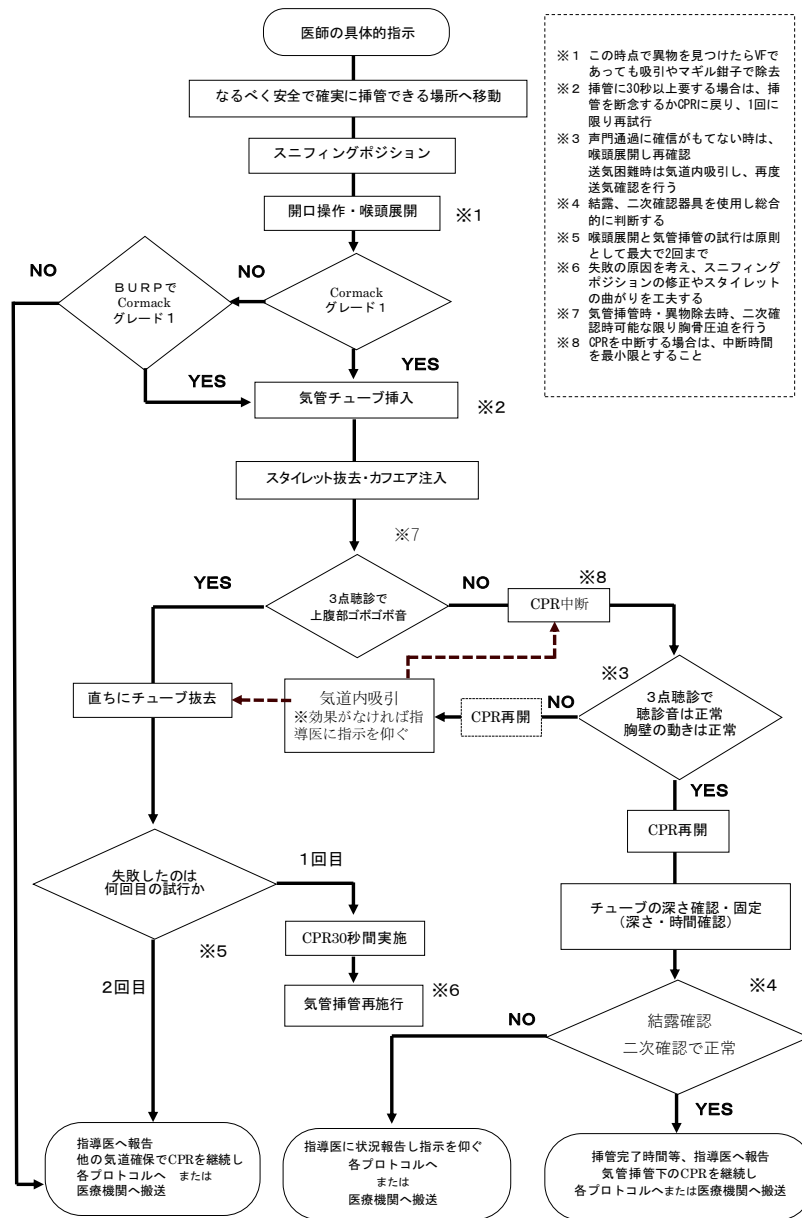 医師の具体的指示
なるべく安全で確実に挿管できる場所へ移動
スニフィングポジション
開口操作・喉頭展開
※1
※1 この時点で異物を見つけたらVFで
あっても吸引やマギル鉗子で除去
※2 挿管に30秒以上要する場合は、挿
管を断念するかCPRに戻り、1回に
限り再試行
※3 声門通過に確信がもてない時は、
喉頭展開し再確認
送気困難時は気道内吸引し、再度
送気確認を行う
※4 結露、二次確認器具を使用し総合
的に判断する
※5 喉頭展開と気管挿管の試行は原則
として最大で2回まで
※6 失敗の原因を考え、スニフィング
ポジションの修正やスタイレット
の曲がりを工夫する
※7 気管挿管時・異物除去時、二次確
認時可能な限り胸骨圧迫を行う
※8 CPRを中断する場合は、中断時間
を最小限とすること
NO
BURPで
Cormack
グレード1
NO
Cormack
グレード1
YES
YES
気管チューブ挿入
※2
スタイレット抜去・カフエア注入
※7
YES
3点聴診で
上腹部ゴボゴボ音
NO
※8
CPR中断
直ちにチューブ抜去
気道内吸引
※効果がなければ指
導医に指示を仰ぐ
CPR再開
NO
※3
3点聴診で
聴診音は正常
胸壁の動きは正常
YES
CPR再開
失敗したのは
何回目の試行か
1回目
※5
2回目
CPR30秒間実施
気管挿管再施行
※6
チューブの深さ確認・固定
(深さ・時間確認)
※4
結露確認
二次確認で正常
NO
YES
指導医へ報告
他の気道確保でCPRを継続し
各プロトコルへ または
医療機関へ搬送
指導医に状況報告し指示を仰ぐ
各プロトコルへ
または
医療機関へ搬送
挿管完了時間等、指導医へ報告
気管挿管下のCPRを継続し
各プロトコルへまたは医療機関へ搬送